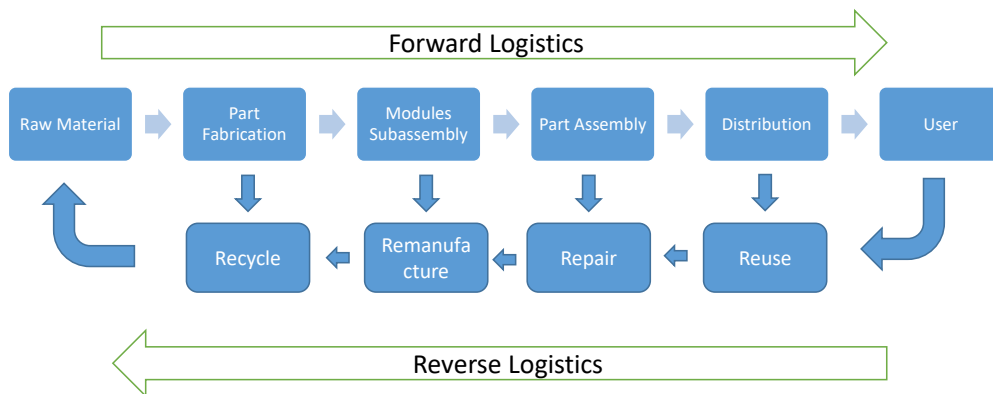 Forward Logistics
Raw Material
Part
Fabrication
Modules
Subassembly
Part Assembly
Distribution
User
Recycle
Remanufa
cture
Repair
Reuse
Reverse Logistics